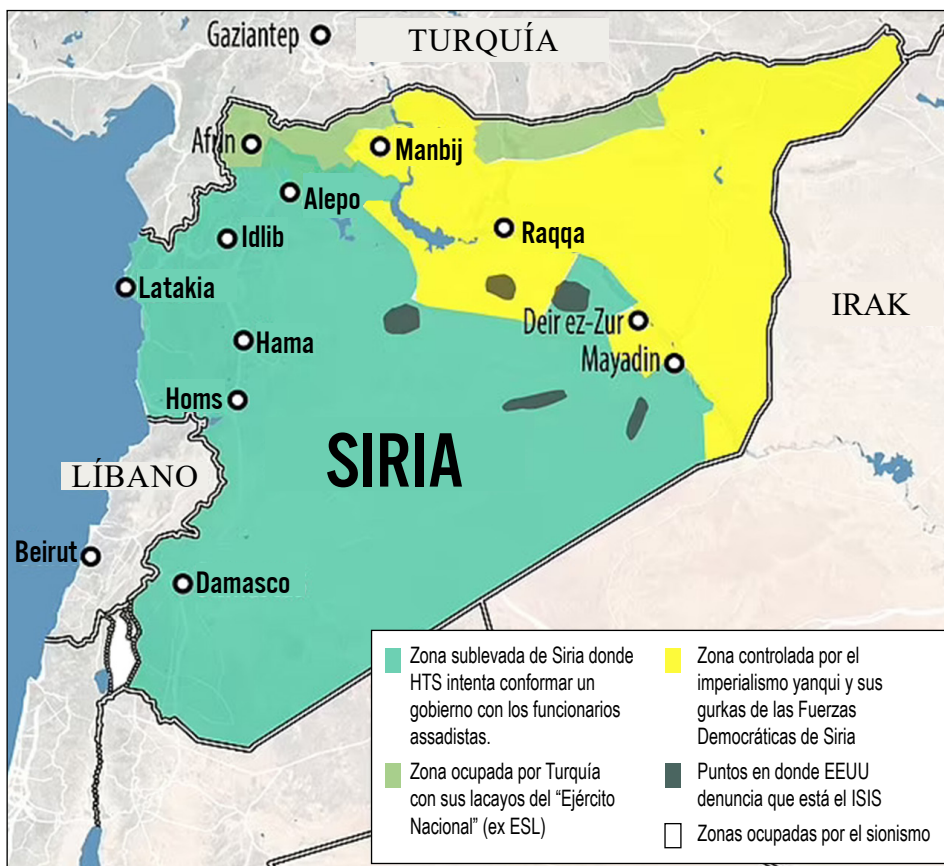 Gaziantep
TURQUÍA
Afrin
Manbij
Alepo
Raqqa
Idlib
Latakia
IRAK
Deir ez-Zur
Hama
Mayadin
Homs
SIRIA
LÍBANO
Beirut
Damasco
Zona sublevada de Siria donde
HTS intenta conformar un
gobierno con los funcionarios
assadistas.
Zona ocupada por Turquía
con sus lacayos del “Ejército
Nacional” (ex ESL)
Zona controlada por el
imperialismo yanqui y sus
gurkas de las Fuerzas
Democráticas de Siria
Puntos en donde EEUU
denuncia que está el ISIS
Zonas ocupadas por el sionismo